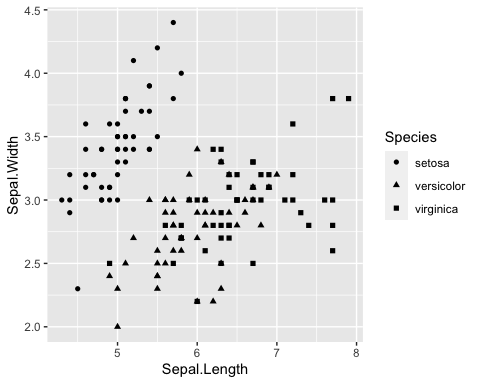 4.5
4.0
3.5
3.0
2.5
2.0
Sepal.Width
5 6 7 8
Sepal.Length
Species
setosa
versicolor
virginica